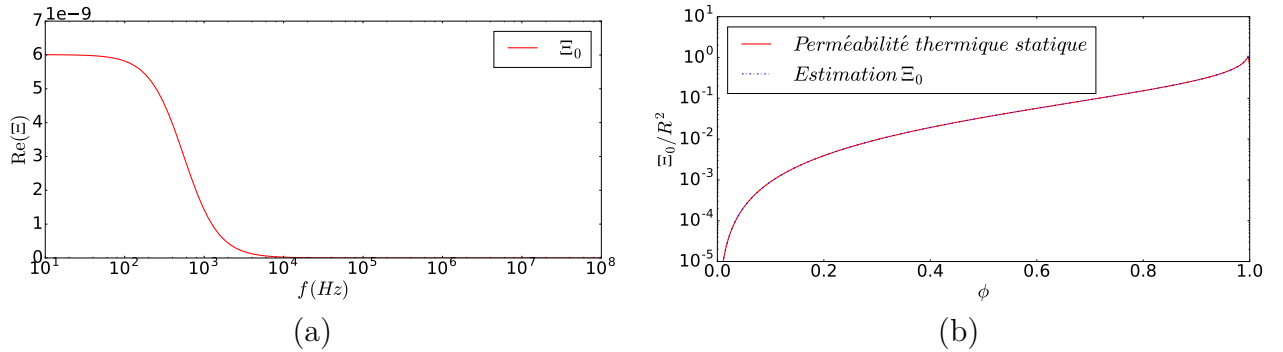 1e−9
7
6
5
4
3
2
1
0
Re(Ξ)
Ξ₀
10¹ 10² 10³ 10⁴ 10⁵ 10⁶ 10⁷ 10⁸
f(Hz)
(a)
10¹
10⁰
10⁻¹
10⁻²
10⁻³
10⁻⁴
10⁻⁵
Ξ₀/R²
Perméabilité thermique statique
Estimation Ξ₀
0.0 0.2 0.4 0.6 0.8 1.0
ϕ
(b)